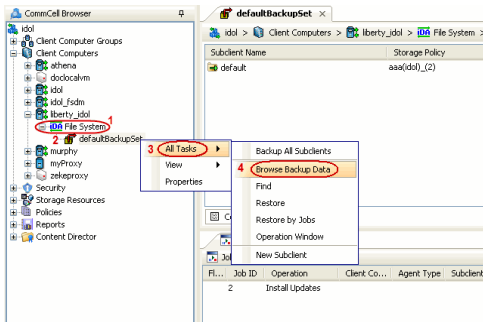 CommCell Browser
idol
Client Computer Groups
Client Computers
athena
doclocalvm
idol
idol_fsdm
liberty_idol
1
iDA File System
2 defaultBackupSet
murphy
myProxy
zekeproxy
Security
Storage Resources
Policies
Reports
Content Director
3 All Tasks
View
Properties
Backup All Subclients
4 Browse Backup Data
Find
Restore
Restore by Jobs
Operation Window
New Subclient
defaultBackupSet
idol > Client Computers > liberty_idol > iDA File System >
Subclient Name Storage Policy
default aaa(idol)_(2)
Fl... Job ID Operation Client Co... Agent Type Subclient
2 Install Updates